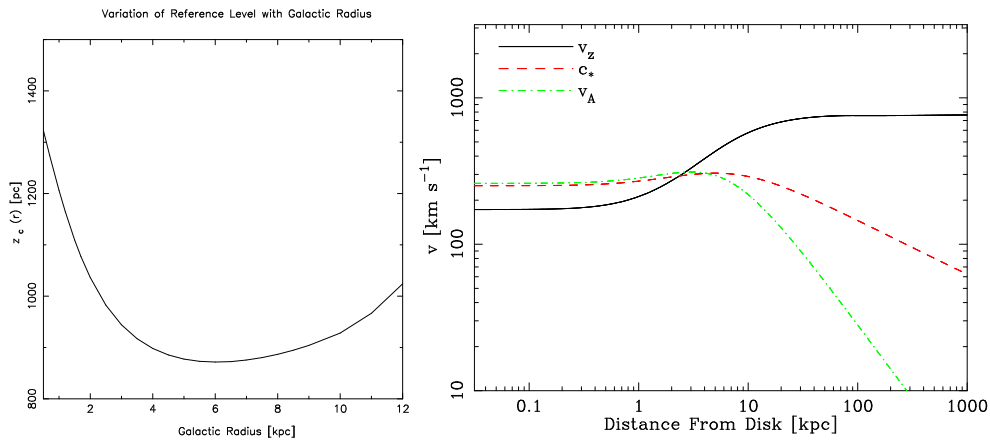 Variation of Reference Level with Galactic Radius
z_c (r) [pc]
1400
1200
1000
800
2
4
6
8
10
12
Galactic Radius [kpc]
v_z
c_*
v_A
v [km s^-1]
1000
100
10
0.1
1
10
100
1000
Distance From Disk [kpc]